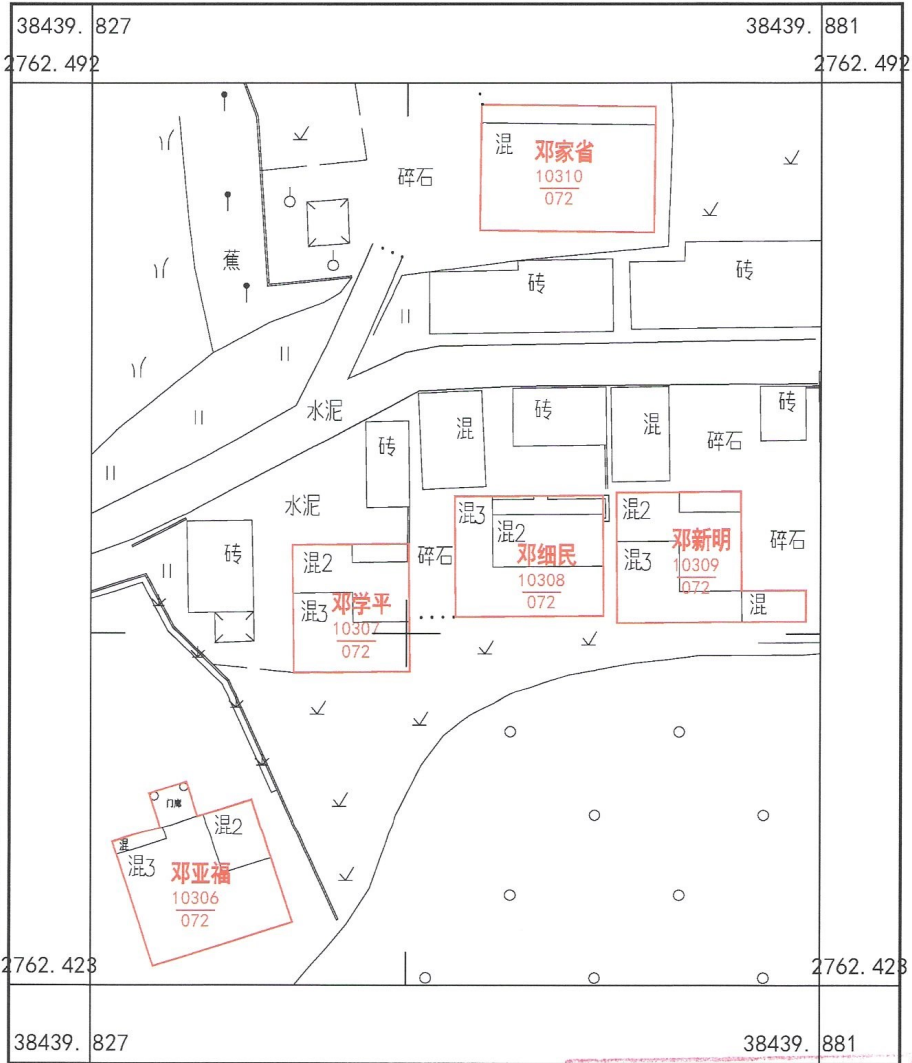 38439. 827
38439. 881
2762. 492
2762. 492
混
邓家省
10310
072
碎石
蕉
砖
砖
水泥
砖
混
砖
混
砖
碎石
水泥
混3
混2
邓细民
10308
072
混2
混3
邓新明
10309
072
混
碎石
砖
混2
混3
邓学平
10307
072
碎石
门廊
混
混3
混2
邓亚福
10306
072
2762. 423
2762. 423
38439. 827
38439. 881